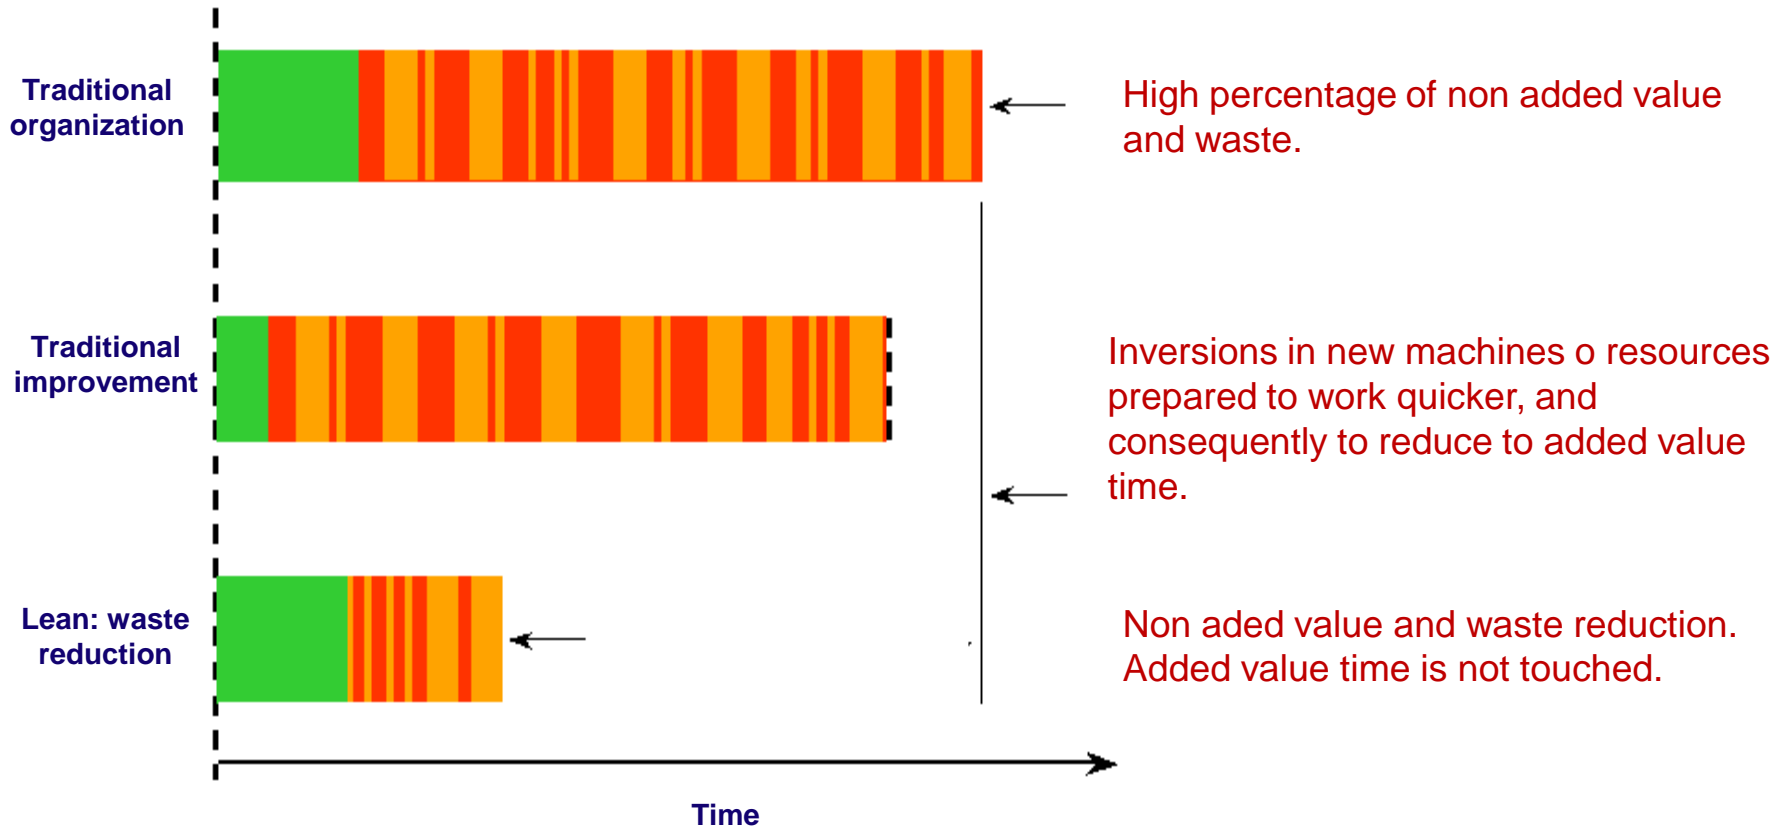 Traditional
organization
High percentage of non added value
and waste.
Traditional
improvement
Inversions in new machines o resources
prepared to work quicker, and
consequently to reduce to added value
time.
Lean: waste
reduction
Non aded value and waste reduction.
Added value time is not touched.
Time